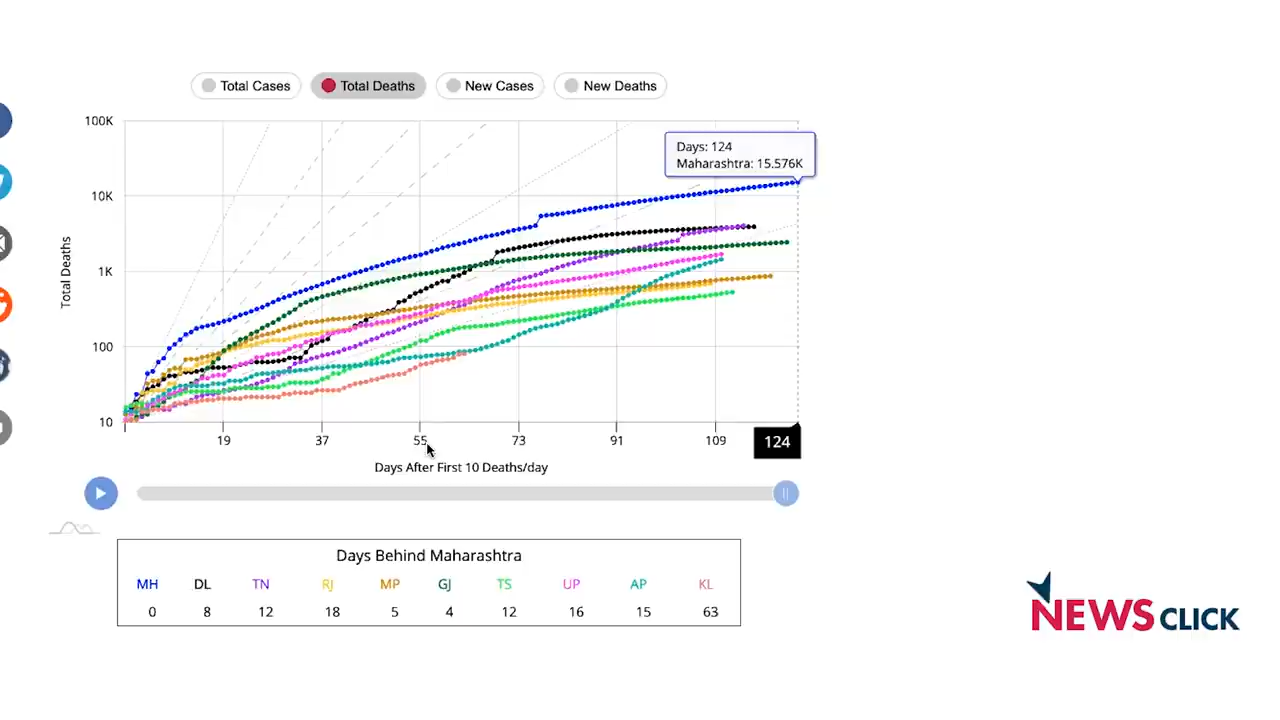 Total Cases Total Deaths New Cases New Deaths
100K
Days: 124
Maharashtra: 15.576K
10K
Total Deaths
1K
100
10
19 37 55 73 91 109 124
Days After First 10 Deaths/day
Days Behind Maharashtra
MH DL TN RJ MP GJ TS UP AP KL
0 8 12 18 5 4 12 16 15 63
NEWSCLICK